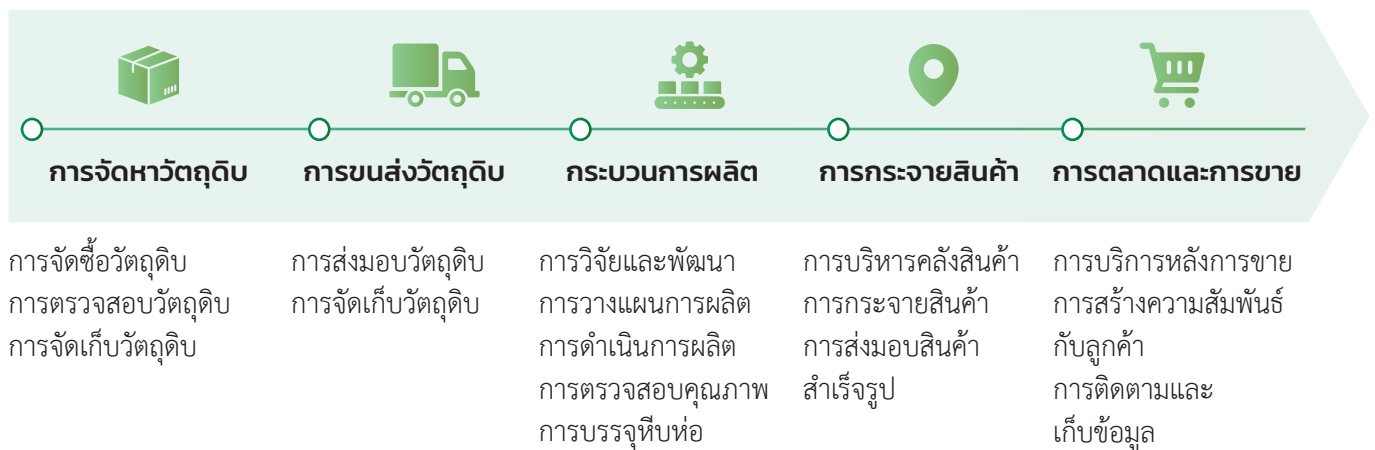 การจัดหาวัตถุดิบ
การขนส่งวัตถุดิบ
กระบวนการผลิต
การกระจายสินค้า
การตลาดและการขาย
การจัดซื้อวัตถุดิบ
การตรวจสอบวัตถุดิบ
การจัดเก็บวัตถุดิบ
การส่งมอบวัตถุดิบ
การจัดเก็บวัตถุดิบ
การวิจัยและพัฒนา
การวางแผนการผลิต
การดำเนินการผลิต
การตรวจสอบคุณภาพ
การบรรจุหีบห่อ
การบริหารคลังสินค้า
การกระจายสินค้า
การส่งมอบสินค้า
สำเร็จรูป
การบริการหลังการขาย
การสร้างความสัมพันธ์
กับลูกค้า
การติดตามและ
เก็บข้อมูล